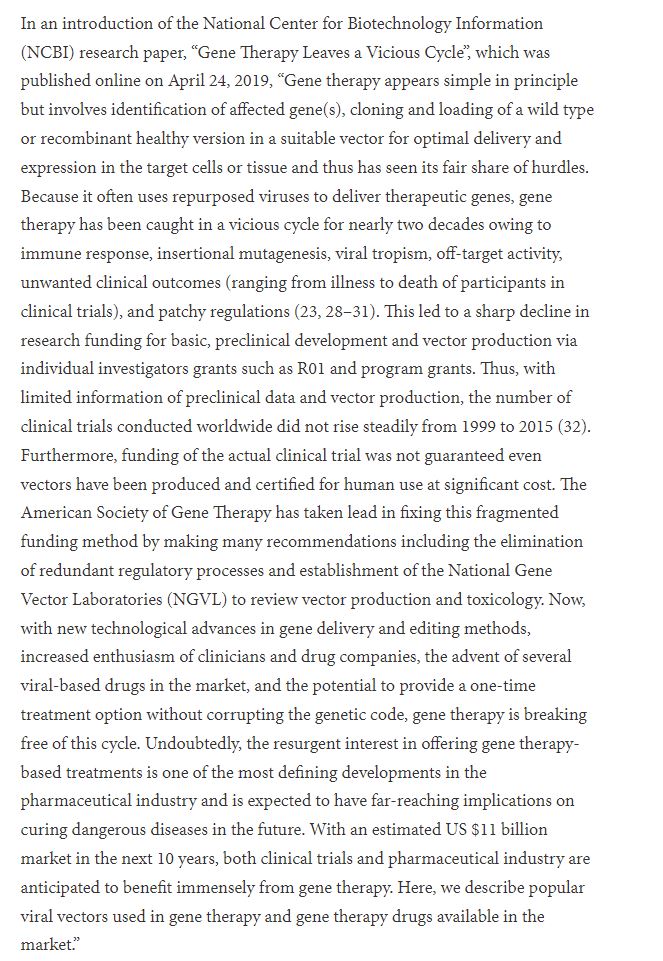 In an introduction of the National Center for Biotechnology Information
(NCBI) research paper, “Gene Therapy Leaves a Vicious Cycle”, which was
published online on April 24, 2019, “Gene therapy appears simple in principle
but involves identification of affected gene(s), cloning and loading of a wild type
or recombinant healthy version in a suitable vector for optimal delivery and
expression in the target cells or tissue and thus has seen its fair share of hurdles.
Because it often uses repurposed viruses to deliver therapeutic genes, gene
therapy has been caught in a vicious cycle for nearly two decades owing to
immune response, insertional mutagenesis, viral tropism, off-target activity,
unwanted clinical outcomes (ranging from illness to death of participants in
clinical trials), and patchy regulations (23, 28–31). This led to a sharp decline in
research funding for basic, preclinical development and vector production via
individual investigators grants such as R01 and program grants. Thus, with
limited information of preclinical data and vector production, the number of
clinical trials conducted worldwide did not rise steadily from 1999 to 2015 (32).
Furthermore, funding of the actual clinical trial was not guaranteed even
vectors have been produced and certified for human use at significant cost. The
American Society of Gene Therapy has taken lead in fixing this fragmented
funding method by making many recommendations including the elimination
of redundant regulatory processes and establishment of the National Gene
Vector Laboratories (NGVL) to review vector production and toxicology. Now,
with new technological advances in gene delivery and editing methods,
increased enthusiasm of clinicians and drug companies, the advent of several
viral-based drugs in the market, and the potential to provide a one-time
treatment option without corrupting the genetic code, gene therapy is breaking
free of this cycle. Undoubtedly, the resurgent interest in offering gene therapy-
based treatments is one of the most defining developments in the
pharmaceutical industry and is expected to have far-reaching implications on
curing dangerous diseases in the future. With an estimated US $11 billion
market in the next 10 years, both clinical trials and pharmaceutical industry are
anticipated to benefit immensely from gene therapy. Here, we describe popular
viral vectors used in gene therapy and gene therapy drugs available in the
market.”